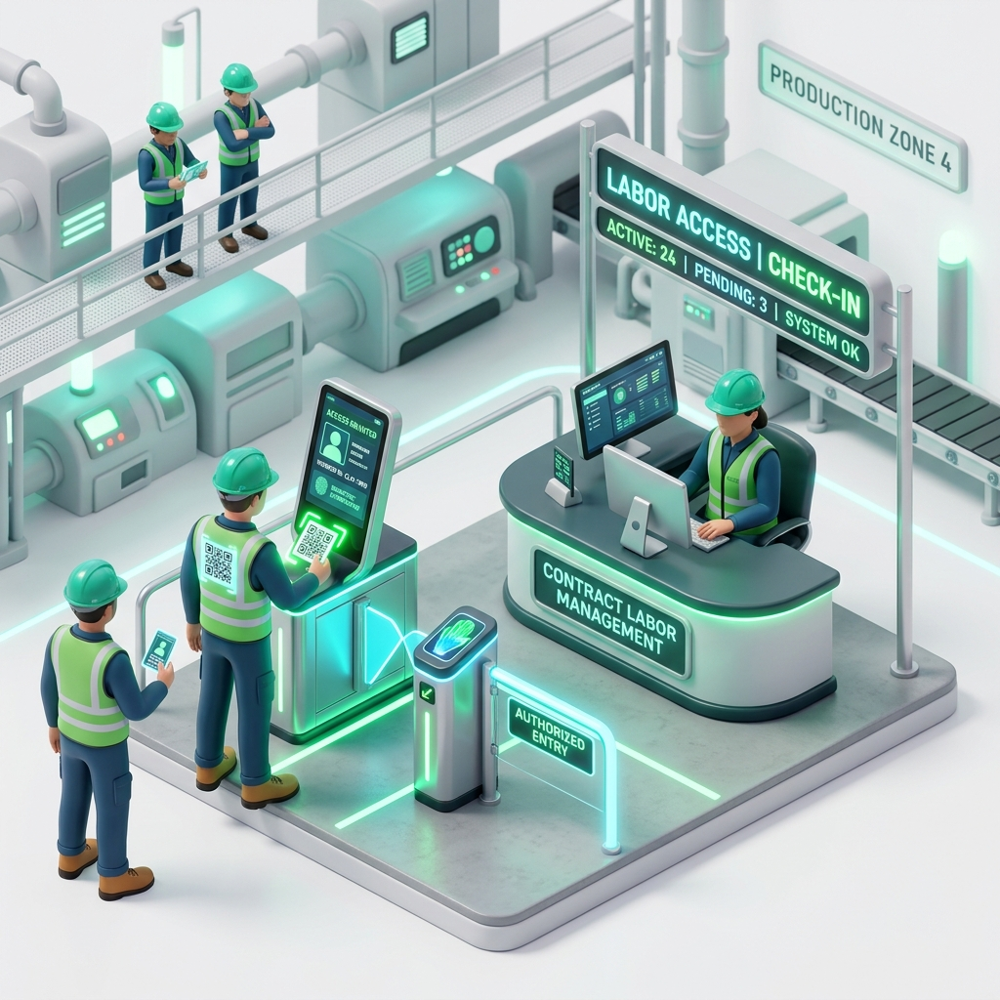 PRODUCTION ZONE 4
LABOR ACCESS | CHECK-IN
ACTIVE: 24 | PENDING: 3 | SYSTEM OK
ACCESS GRANTED
CONTRACT LABOR
MANAGEMENT
AUTHORIZED
ENTRY